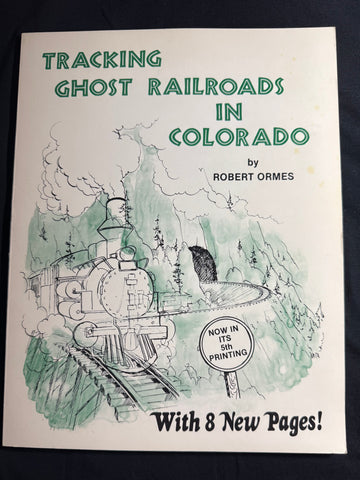 TRACKING
GHOST RAILROADS
IN
COLORADO
by
ROBERT ORMES
NOW IN
ITS
5th
PRINTING
With 8 New Pages!